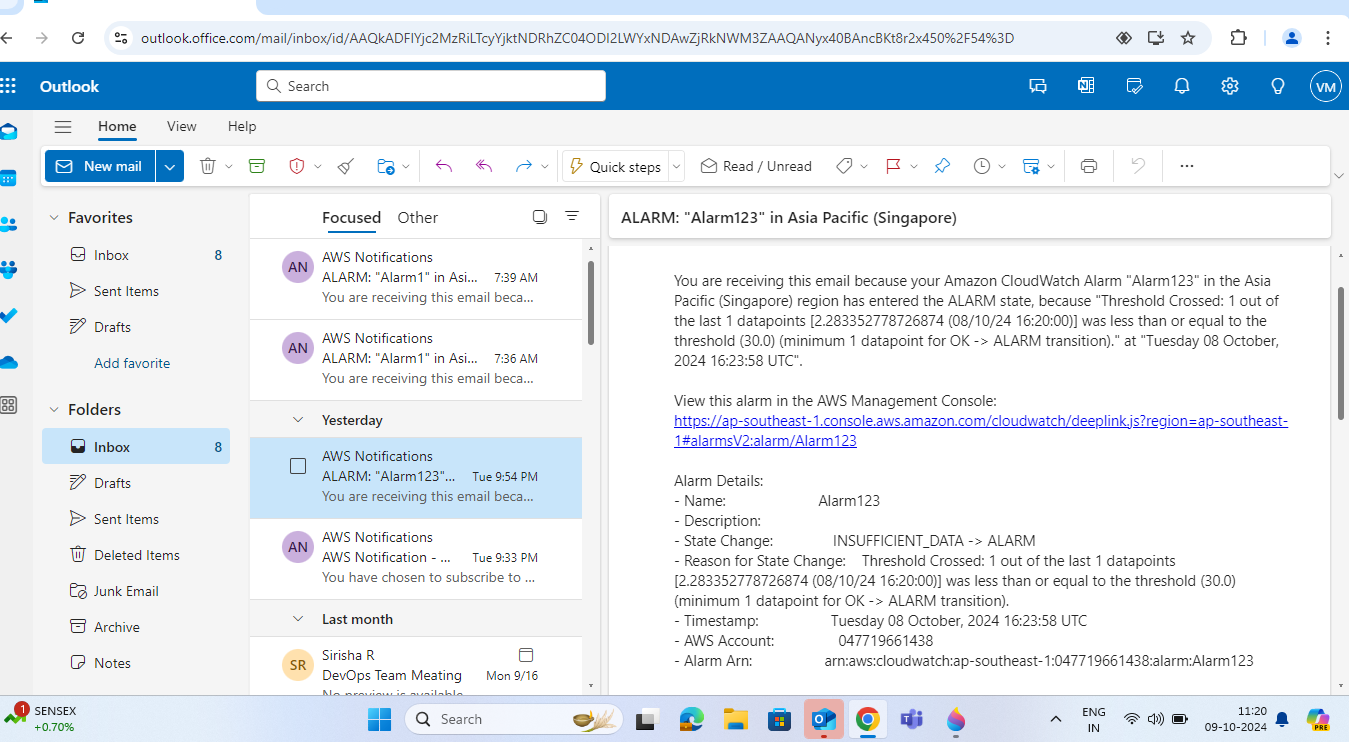 outlook.office.com/mail/inbox/id/AAQkADFlYjc2MzRiLTcyYjktNDRhZC04ODI2LWYxNDAwZjRkNWM3ZAAQANyx40BAncBKt8r2x450%2F54%3D
Outlook
Search
VM
Home View Help
New mail
Quick steps
Read / Unread
Favorites
Inbox 8
Sent Items
Drafts
Add favorite
Folders
Inbox 8
Drafts
Sent Items
Deleted Items
Junk Email
Archive
Notes
Focused Other
AN
AWS Notifications
ALARM: "Alarm1" in Asi... 7:39 AM
You are receiving this email beca...
AN
AWS Notifications
ALARM: "Alarm1" in Asi... 7:36 AM
You are receiving this email beca...
Yesterday
AWS Notifications
ALARM: "Alarm123"... Tue 9:54 PM
You are receiving this email beca...
AN
AWS Notifications
AWS Notification - ... Tue 9:33 PM
You have chosen to subscribe to ...
Last month
SR
Sirisha R
DevOps Team Meating Mon 9/16
No preview is available.
ALARM: "Alarm123" in Asia Pacific (Singapore)
You are receiving this email because your Amazon CloudWatch Alarm "Alarm123" in the Asia
Pacific (Singapore) region has entered the ALARM state, because "Threshold Crossed: 1 out of
the last 1 datapoints [2.283352778726874 (08/10/24 16:20:00)] was less than or equal to the
threshold (30.0) (minimum 1 datapoint for OK -> ALARM transition)." at "Tuesday 08 October,
2024 16:23:58 UTC".
View this alarm in the AWS Management Console:
https://ap-southeast-1.console.aws.amazon.com/cloudwatch/deeplink.js?region=ap-southeast-
1#alarmsV2:alarm/Alarm123
Alarm Details:
- Name: Alarm123
- Description:
- State Change: INSUFFICIENT_DATA -> ALARM
- Reason for State Change: Threshold Crossed: 1 out of the last 1 datapoints
[2.283352778726874 (08/10/24 16:20:00)] was less than or equal to the threshold (30.0)
(minimum 1 datapoint for OK -> ALARM transition).
- Timestamp: Tuesday 08 October, 2024 16:23:58 UTC
- AWS Account: 047719661438
- Alarm Arn: arn:aws:cloudwatch:ap-southeast-1:047719661438:alarm:Alarm123
1
SENSEX
+0.70%
Search
ENG
IN
11:20
09-10-2024
PRE